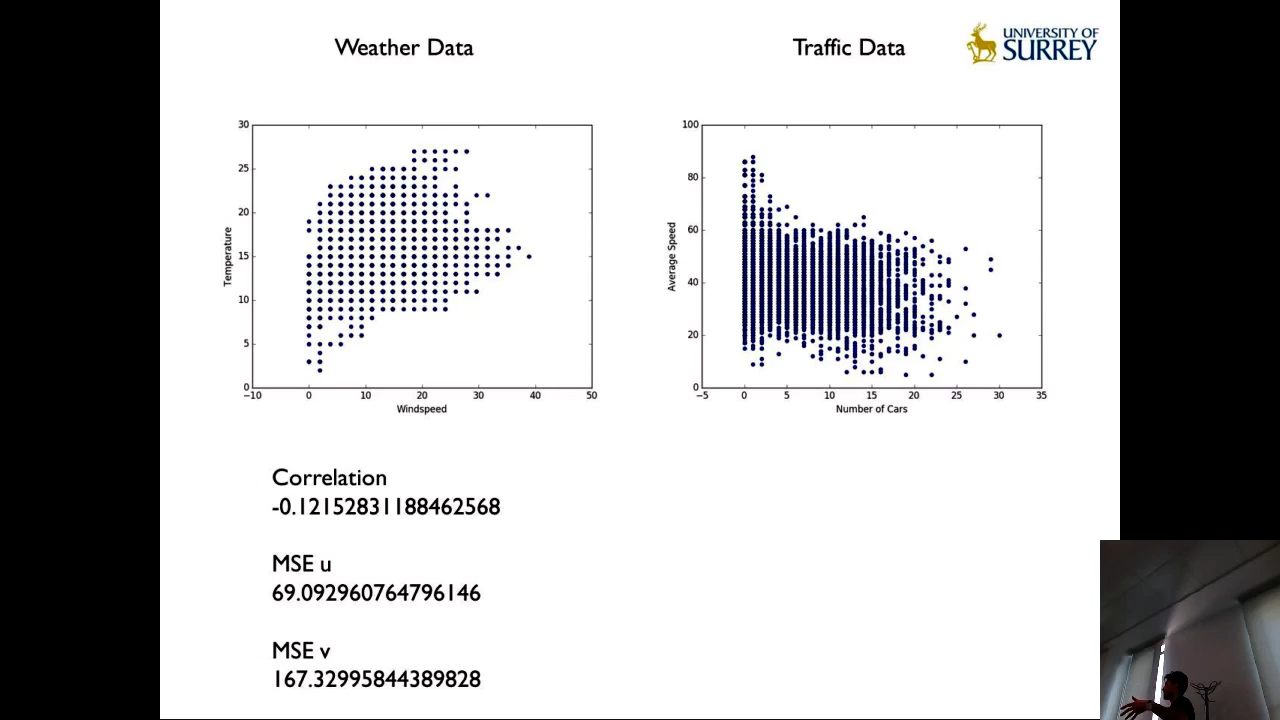 Weather Data
Traffic Data
UNIVERSITY OF
SURREY
30
25
20
15
10
5
0
Temperature
−10
0
10
20
30
40
50
Windspeed
100
80
60
40
20
0
Average Speed
−5
0
5
10
15
20
25
30
35
Number of Cars
Correlation
-0.12152831188462568
MSE u
69.092960764796146
MSE v
167.32995844389828